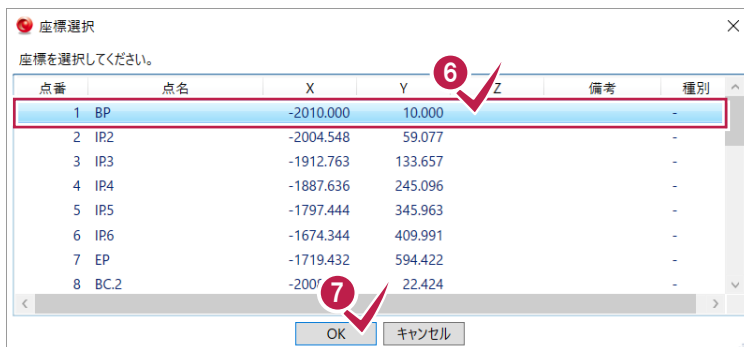 座標選択
座標を選択してください。
点番 点名 X Y Z 備考 種別
6
1 BP -2010.000 10.000 -
2 IP.2 -2004.548 59.077 -
3 IP.3 -1912.763 133.657 -
4 IP.4 -1887.636 245.096 -
5 IP.5 -1797.444 345.963 -
6 IP.6 -1674.344 409.991 -
7 EP -1719.432 594.422 -
8 BC.2 22.424 -
7
OK キャンセル